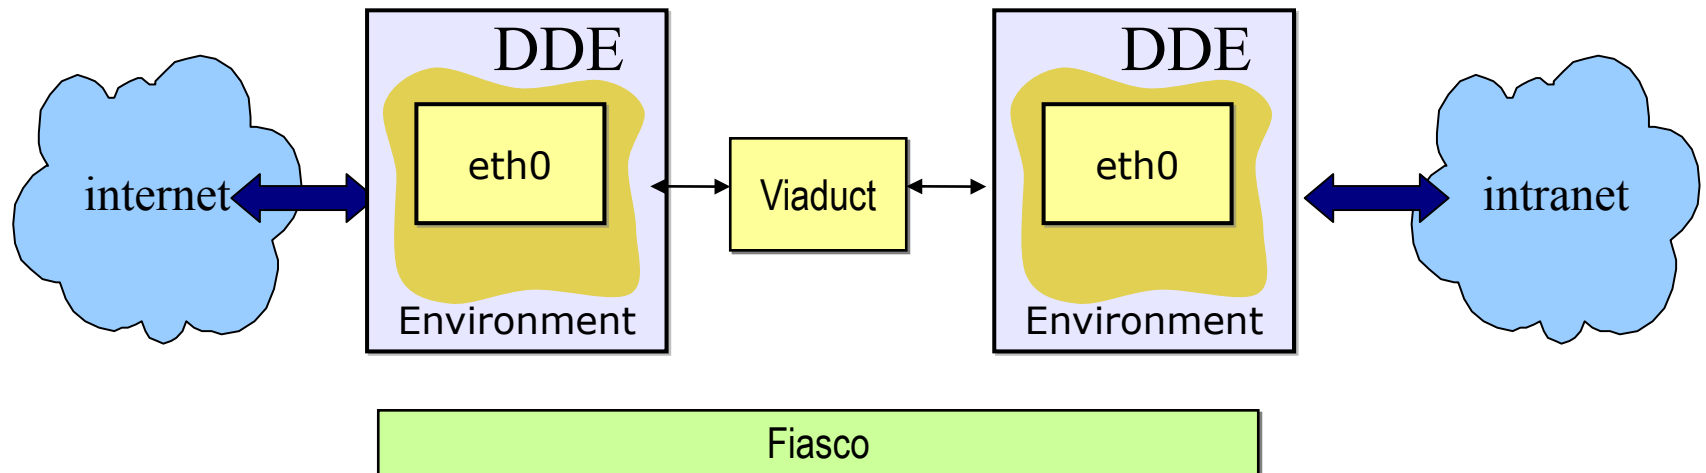 DDE
DDE
eth0
eth0
internet
Viaduct
intranet
Environment
Environment
Fiasco